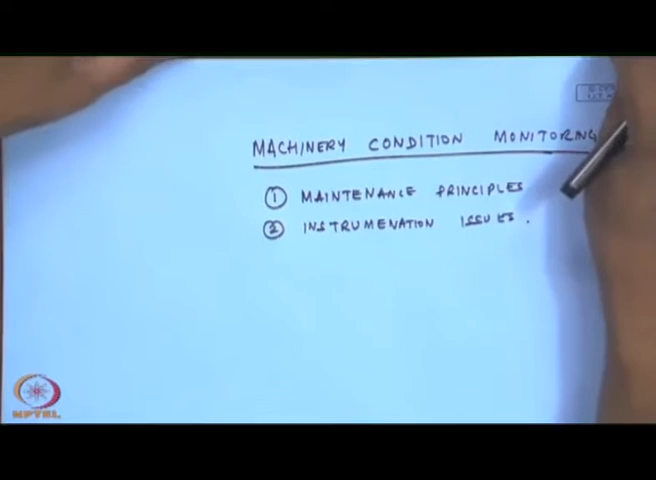 MACHINERY CONDITION MONITORING
① MAINTENANCE PRINCIPLES
② INSTRUMENATION ISSUES.
NPTEL